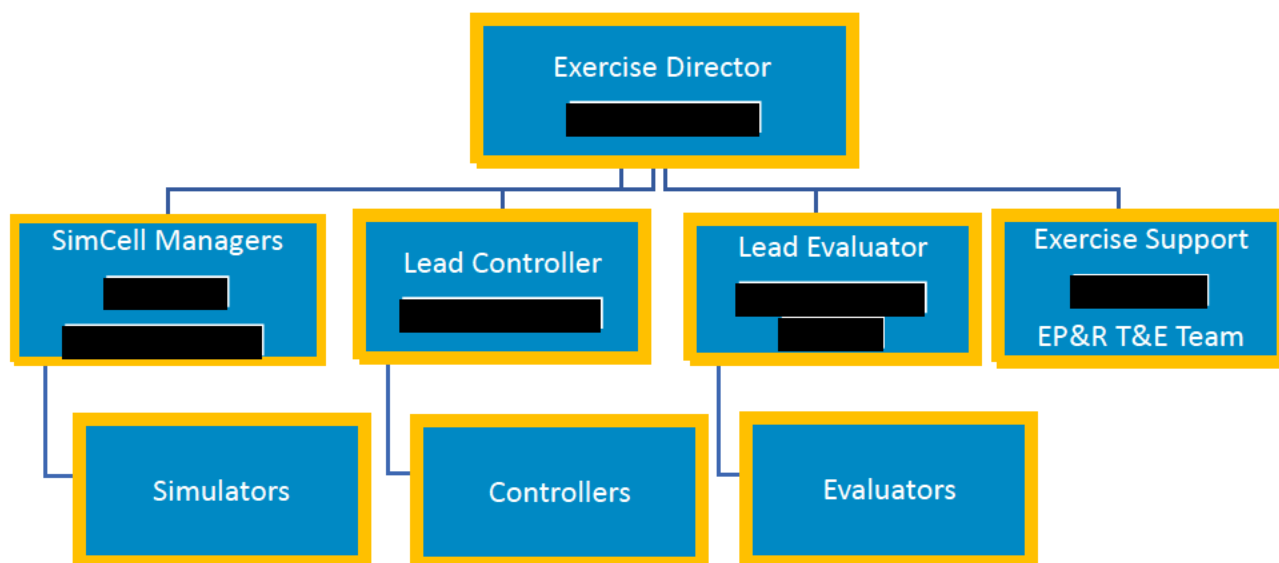 Exercise Director
SimCell Managers
Lead Controller
Lead Evaluator
Exercise Support
EP&R T&E Team
Simulators
Controllers
Evaluators